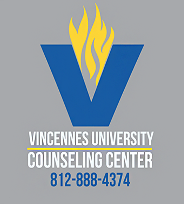 VINCENNES UNIVERSITY
COUNSELING CENTER
812-888-4374